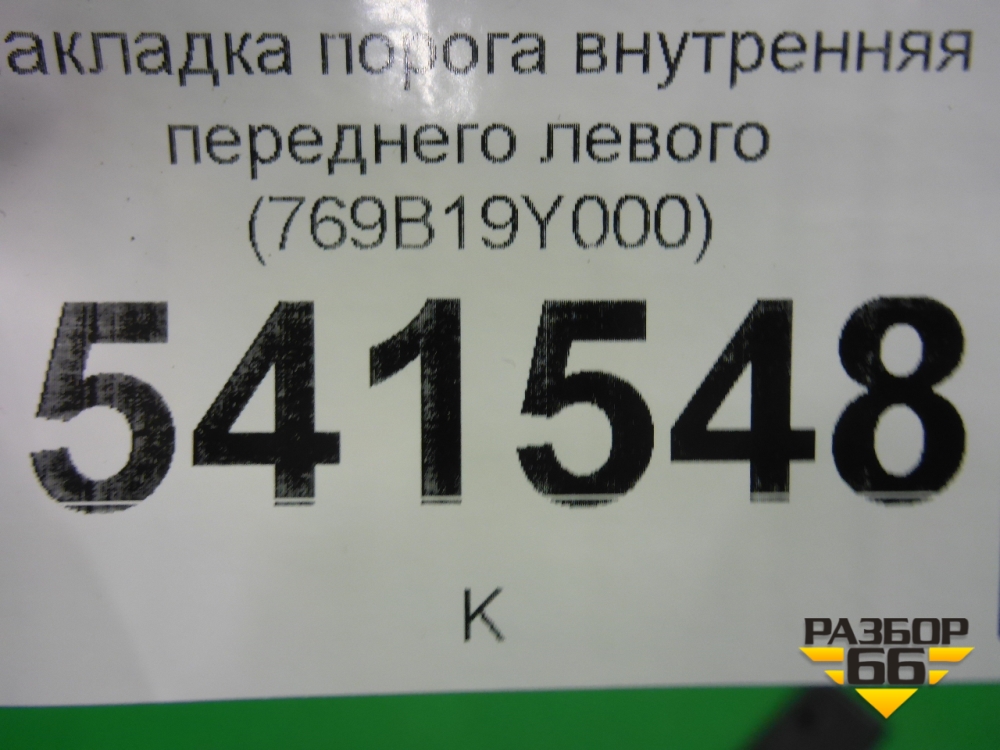 акладка порога внутренняя
переднего левого
(769B19Y000)
541548
K
РАЗБОР
66